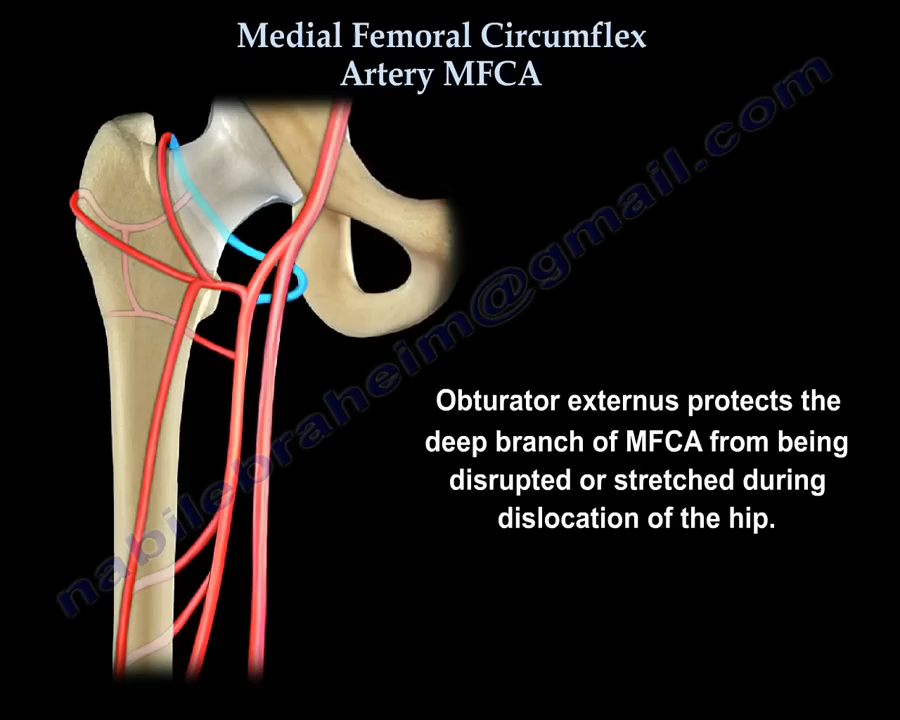 Medial Femoral Circumflex
Artery MFCA
nabilebraheim@gmail.com
Obturator externus protects the
deep branch of MFCA from being
disrupted or stretched during
dislocation of the hip.